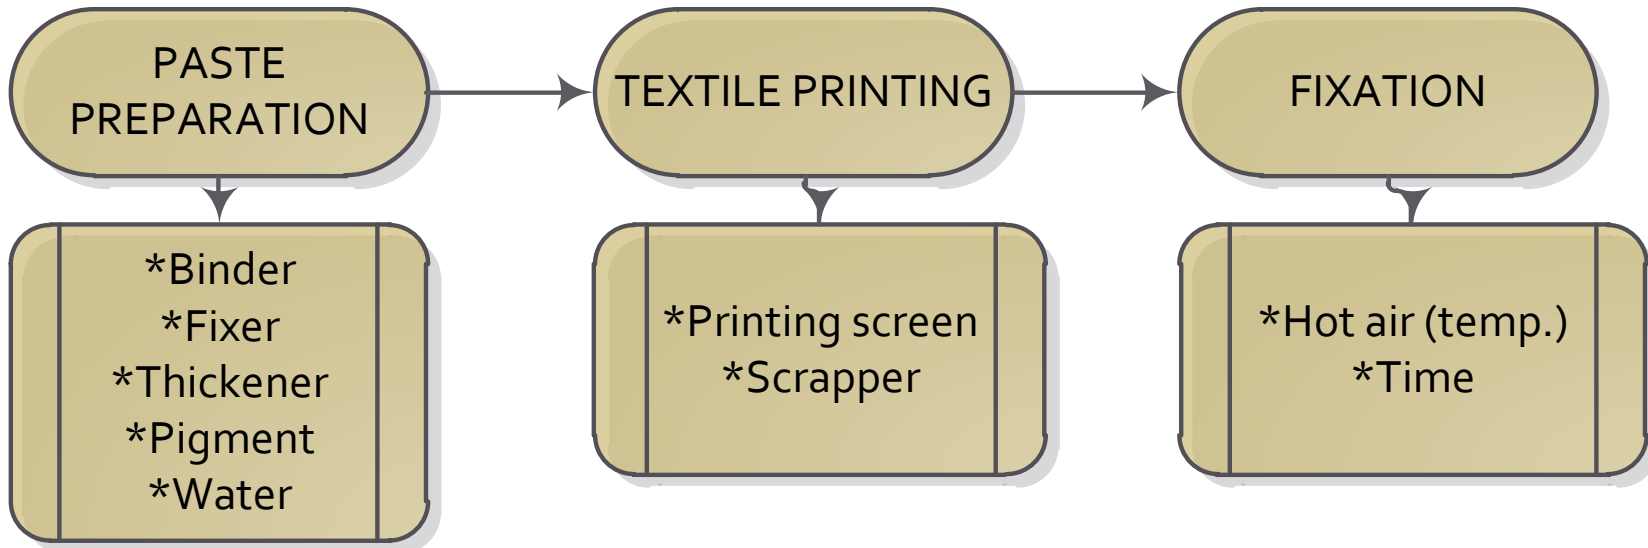 PASTE
PREPARATION
TEXTILE PRINTING
FIXATION
*Binder
*Fixer
*Thickener
*Pigment
*Water
*Printing screen
*Scrapper
*Hot air (temp.)
*Time